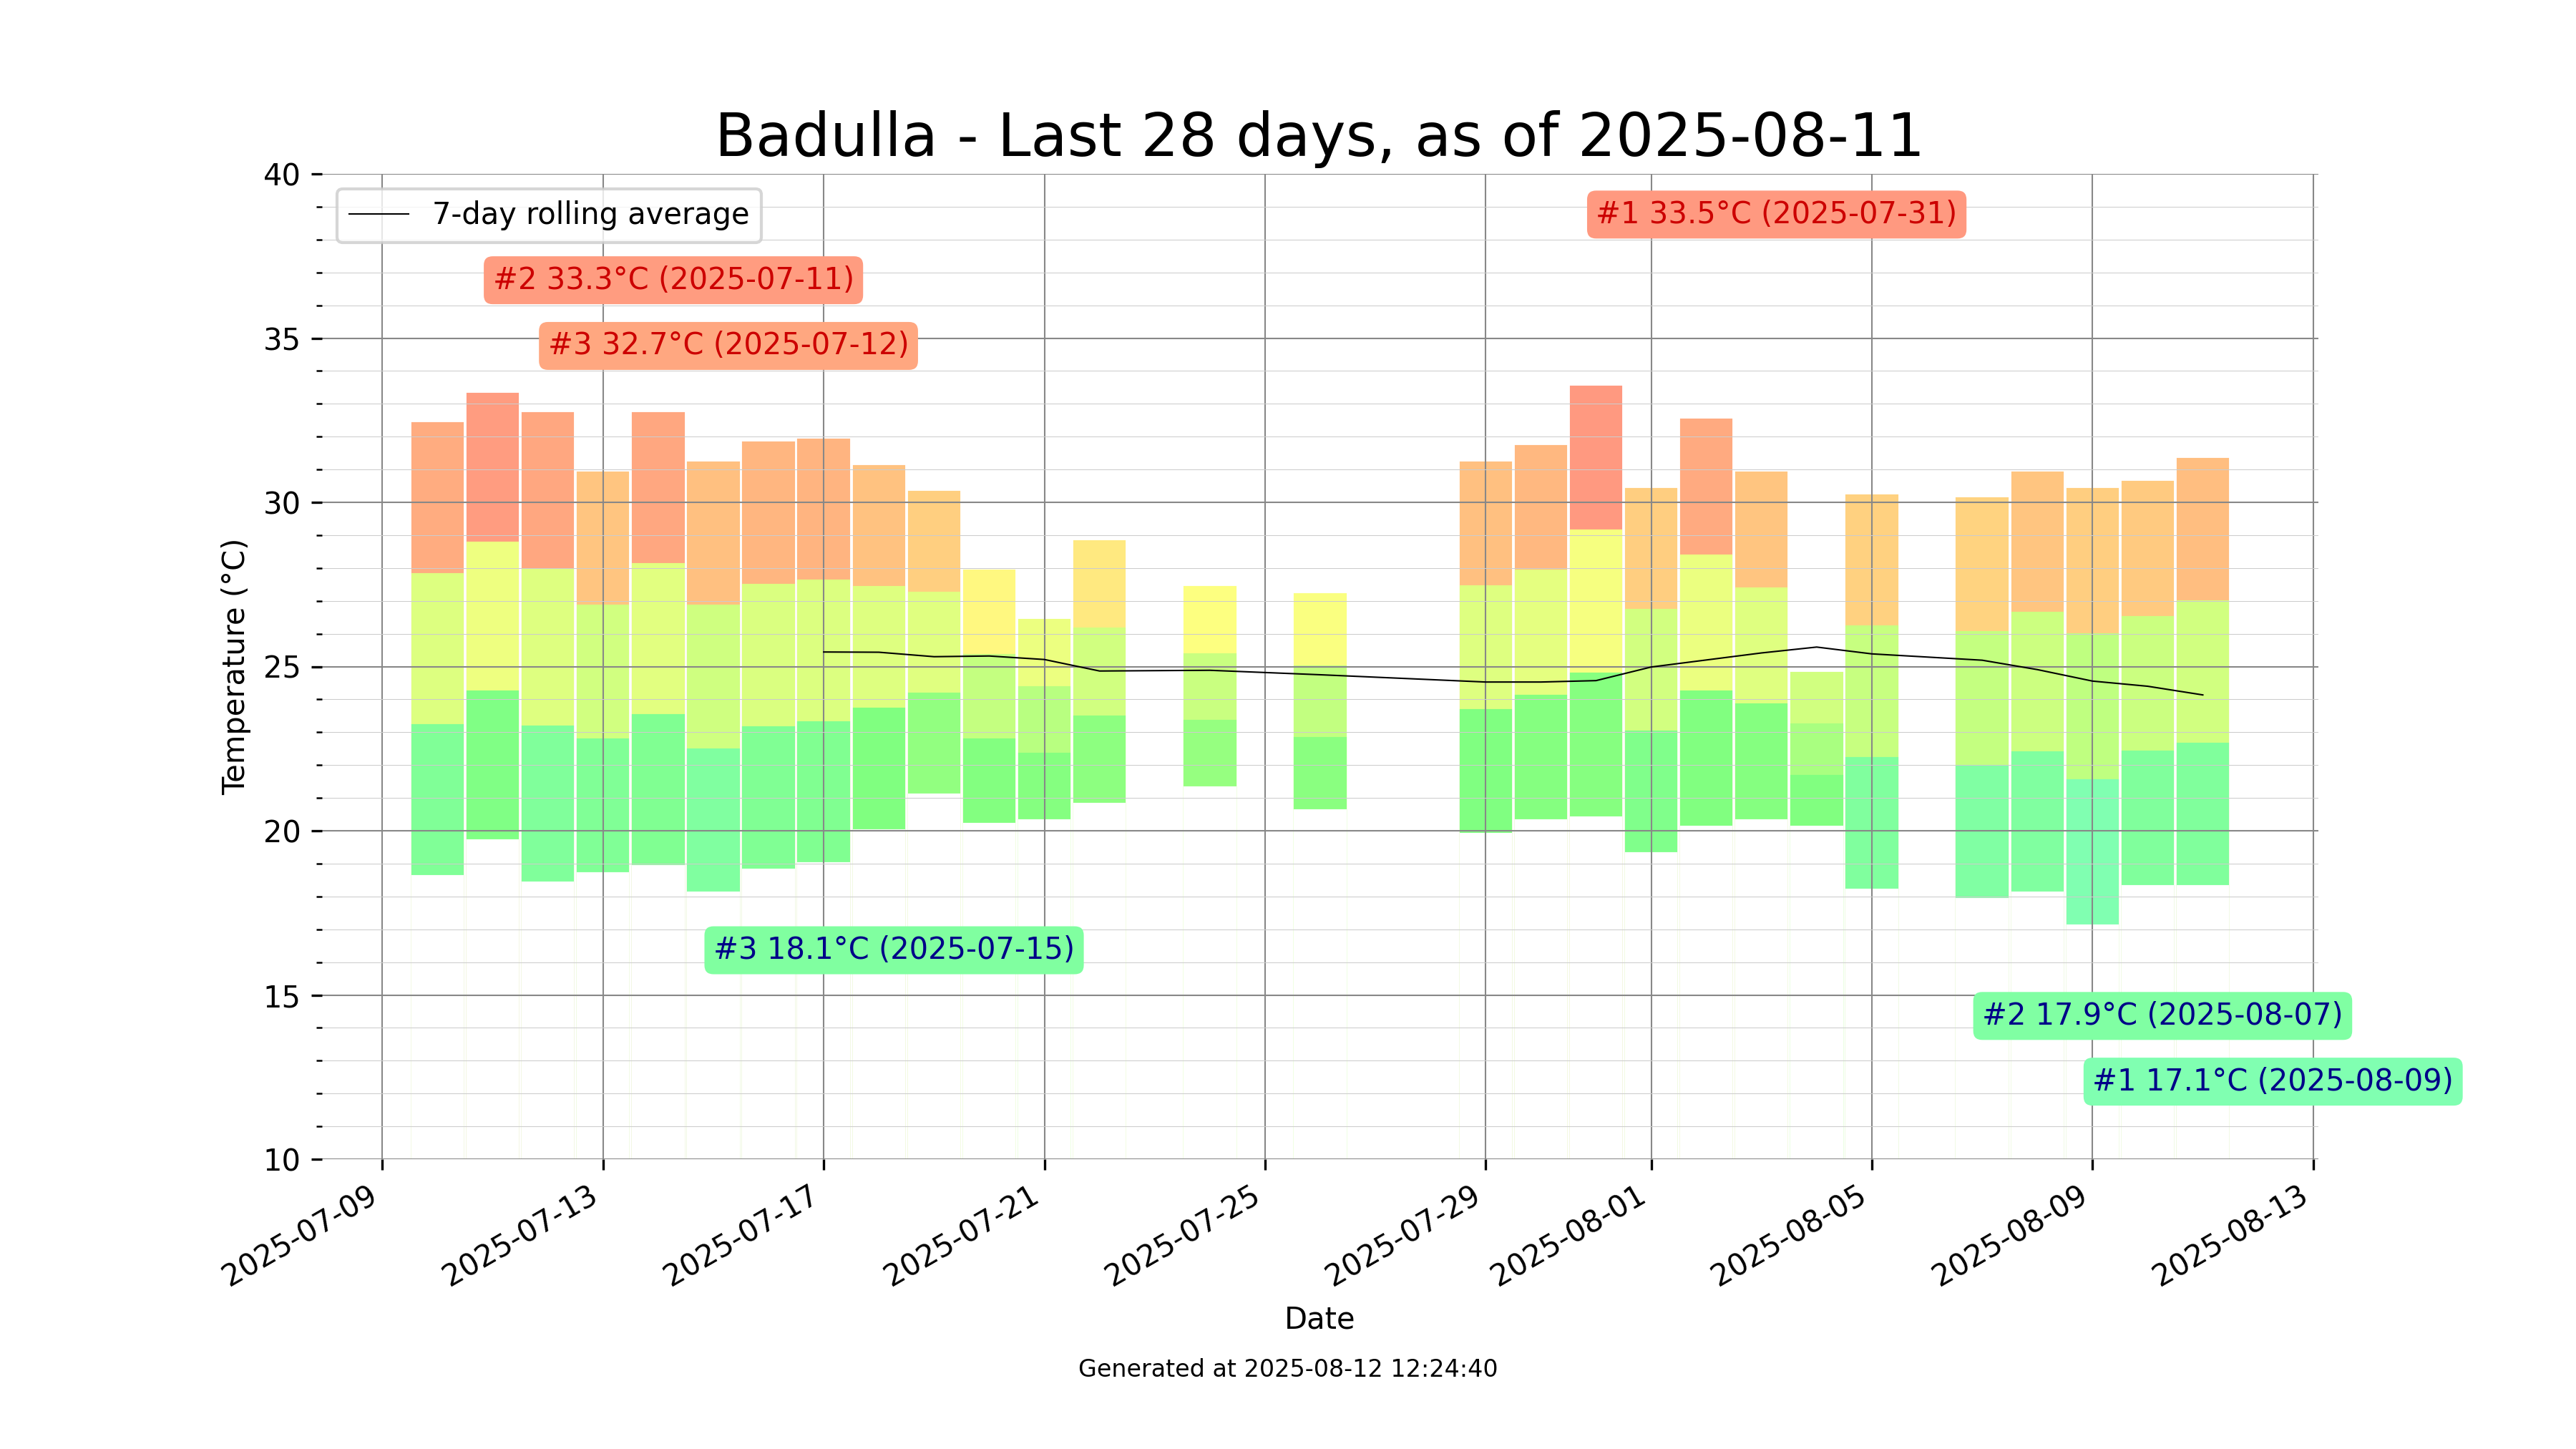 Badulla - Last 28 days, as of 2025-08-11
40
35
30
25
20
15
10
Temperature (°C)
7-day rolling average
#1 33.5°C (2025-07-31)
#2 33.3°C (2025-07-11)
#3 32.7°C (2025-07-12)
#3 18.1°C (2025-07-15)
#2 17.9°C (2025-08-07)
#1 17.1°C (2025-08-09)
2025-07-09
2025-07-13
2025-07-17
2025-07-21
2025-07-25
2025-07-29
2025-08-01
2025-08-05
2025-08-09
2025-08-13
Date
Generated at 2025-08-12 12:24:40